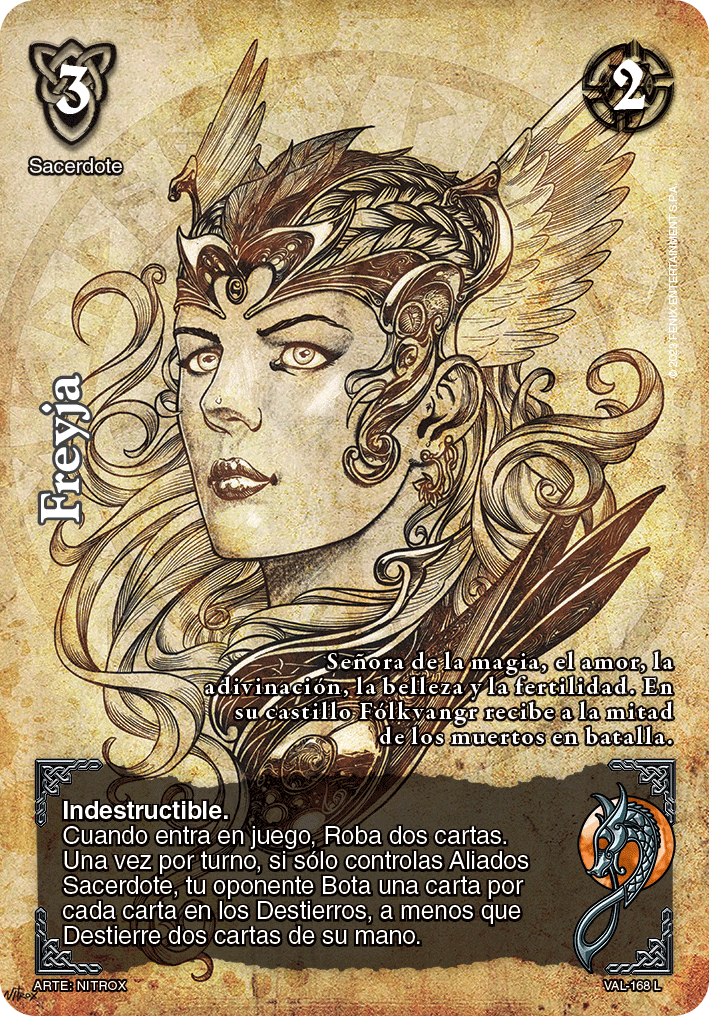 3
2
Sacerdote
© 2023 FENIX ENTERTAINMENT S.P.A.
Freyja
Señora de la magia, el amor, la
adivinación, la belleza y la fertilidad. En
su castillo Fólkvangr recibe a la mitad
de los muertos en batalla.
Indestructible.
Cuando entra en juego, Roba dos cartas.
Una vez por turno, si sólo controlas Aliados
Sacerdote, tu oponente Bota una carta por
cada carta en los Destierros, a menos que
Destierre dos cartas de su mano.
NITROX
ARTE: NITROX
VAL-168 L